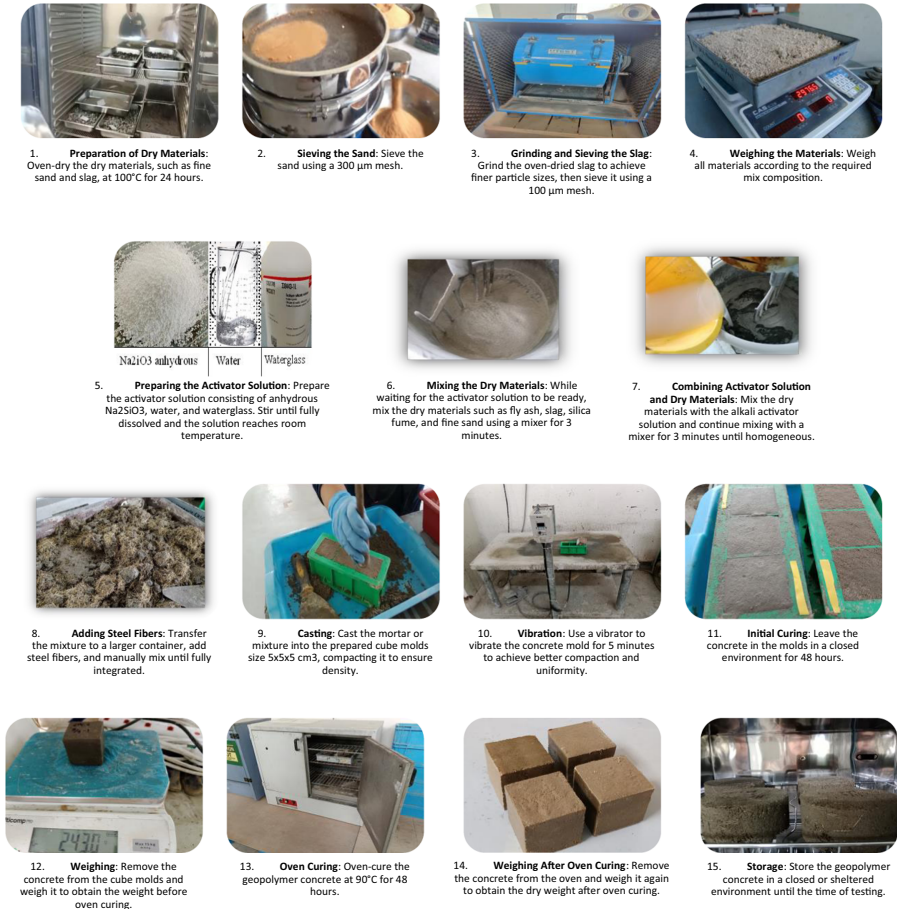 1. Preparation of Dry Materials:
Oven-dry the dry materials, such as fine
sand and slag, at 100°C for 24 hours.
2. Sieving the Sand: Sieve the
sand using a 300 µm mesh.
3. Grinding and Sieving the Slag:
Grind the oven-dried slag to achieve
finer particle sizes, then sieve it using a
100 µm mesh.
4. Weighing the Materials: Weigh
all materials according to the required
mix composition.
Na2iO3 anhydrous
Water
Waterglass
5. Preparing the Activator Solution: Prepare
the activator solution consisting of anhydrous
Na2SiO3, water, and waterglass. Stir until fully
dissolved and the solution reaches room
temperature.
6. Mixing the Dry Materials: While
waiting for the activator solution to be ready,
mix the dry materials such as fly ash, slag, silica
fume, and fine sand using a mixer for 3
minutes.
7. Combining Activator Solution
and Dry Materials: Mix the dry
materials with the alkali activator
solution and continue mixing with a
mixer for 3 minutes until homogeneous.
8. Adding Steel Fibers: Transfer
the mixture to a larger container, add
steel fibers, and manually mix until fully
integrated.
9. Casting: Cast the mortar or
mixture into the prepared cube molds
size 5x5x5 cm3, compacting it to ensure
density.
10. Vibration: Use a vibrator to
vibrate the concrete mold for 5 minutes
to achieve better compaction and
uniformity.
11. Initial Curing: Leave the
concrete in the molds in a closed
environment for 48 hours.
12. Weighing: Remove the
concrete from the cube molds and
weigh it to obtain the weight before
oven curing.
13. Oven Curing: Oven-cure the
geopolymer concrete at 90°C for 48
hours.
14. Weighing After Oven Curing: Remove
the concrete from the oven and weigh it again
to obtain the dry weight after oven curing.
15. Storage: Store the geopolymer
concrete in a closed or sheltered
environment until the time of testing.